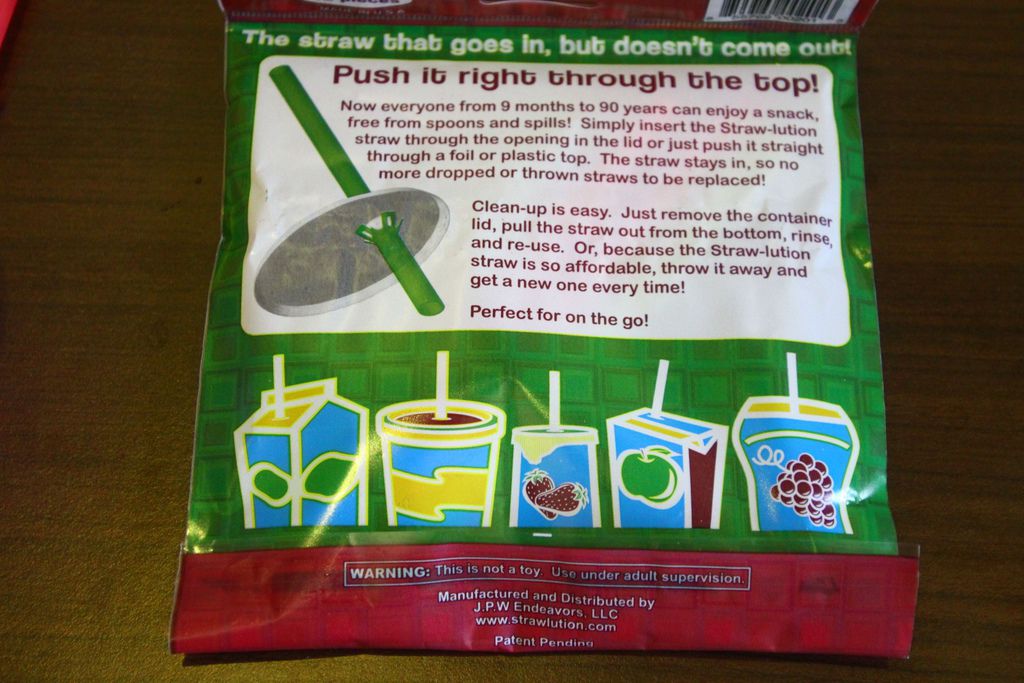 pieces
The straw that goes in, but doesn't come out!
Push it right through the top!
Now everyone from 9 months to 90 years can enjoy a snack,
free from spoons and spills! Simply insert the Straw-lution
straw through the opening in the lid or just push it straight
through a foil or plastic top. The straw stays in, so no
more dropped or thrown straws to be replaced!
Clean-up is easy. Just remove the container
lid, pull the straw out from the bottom, rinse,
and re-use. Or, because the Straw-lution
straw is so affordable, throw it away and
get a new one every time!
Perfect for on the go!
WARNING: This is not a toy. Use under adult supervision.
Manufactured and Distributed by
J.P.W Endeavors, LLC
www.strawlution.com
Patent Pending